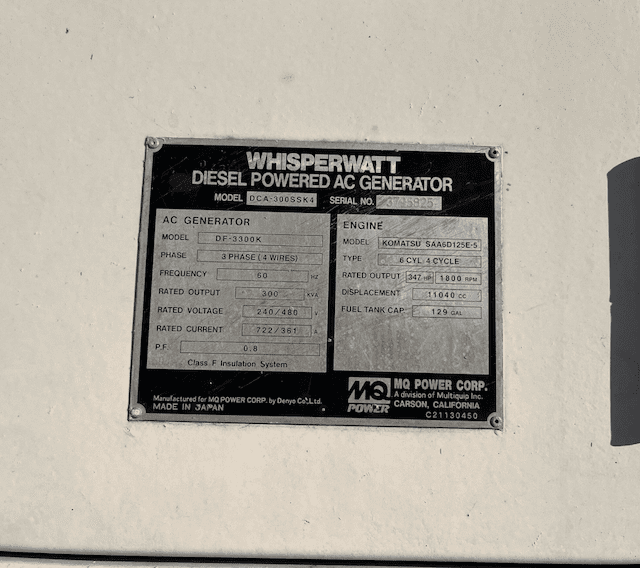 WHISPERWATT
DIESEL POWERED AC GENERATOR
MODEL DCA-300SSK4 SERIAL NO.
AC GENERATOR
MODEL DF-3300K
PHASE 3 PHASE (4 WIRES)
FREQUENCY 60 HZ
RATED OUTPUT 300 KVA
RATED VOLTAGE 240/480 V
RATED CURRENT 722/361 A
P.F. 0.8
Class F Insulation System
ENGINE
MODEL KOMATSU SAA6D125E-5
TYPE 6 CYL/4 CYCLE
RATED OUTPUT 347 HP 1800 RPM
DISPLACEMENT 11040 CC
FUEL TANK CAP. 129 GAL
Manufactured for MQ POWER CORP. by Denyo Co.,Ltd.
MADE IN JAPAN
MQ
POWER
MQ POWER CORP.
A division of Multiquip Inc.
CARSON, CALIFORNIA
C21130450